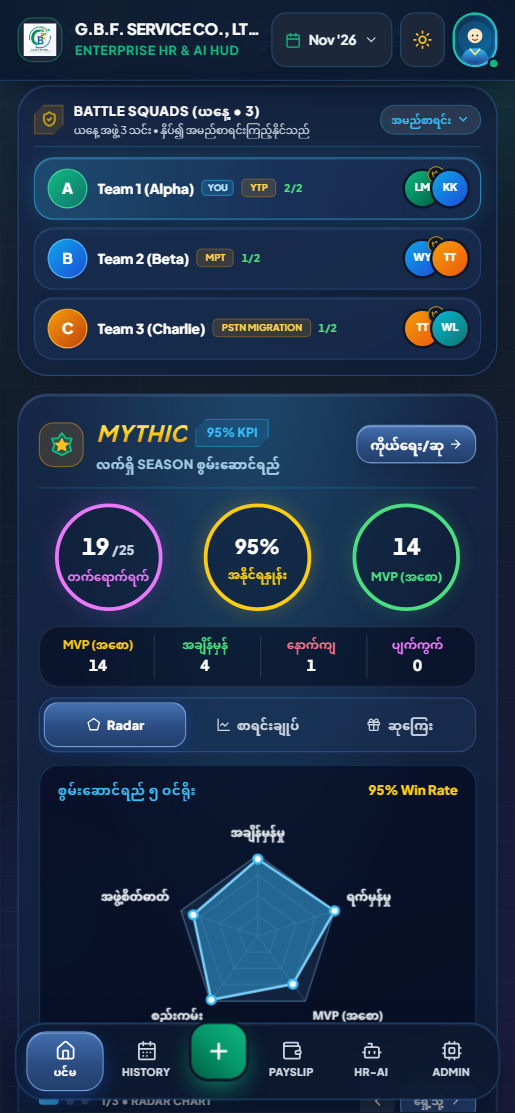 G.B.F. SERVICE CO., LT...
ENTERPRISE HR & AI HUD
Nov '26
BATTLE SQUADS (ယနေ့ • 3)
ယနေ့အဖွဲ့ 3 သင်း • နှိပ်၍ အမည်စာရင်းကြည့်နိုင်သည်
အမည်စာရင်း
A
Team 1 (Alpha)
YOU
YTP
2/2
LM
KK
B
Team 2 (Beta)
MPT
1/2
WY
TT
C
Team 3 (Charlie)
PSTN MIGRATION
1/2
TT
WL
MYTHIC
95% KPI
လက်ရှိ SEASON စွမ်းဆောင်ရည်
ကိုယ်ရေး/ဆု →
19 /25
တက်ရောက်ရက်
95%
အနိုင်ရနှုန်း
14
MVP (အစော)
MVP (အစော)
14
အချိန်မှန်
4
နောက်ကျ
1
ပျက်ကွက်
0
Radar
စာရင်းချုပ်
ဆုကြေး
စွမ်းဆောင်ရည် ၅ ဝင်ရိုး
95% Win Rate
အချိန်မှန်မှု
အဖွဲ့စိတ်ဓာတ်
ရက်မှန်မှု
စည်းကမ်း
MVP (အစော)
ပင်မ
HISTORY
+
PAYSLIP
HR-AI
ADMIN
1/3 • RADAR CHART
ရှေ့သို့